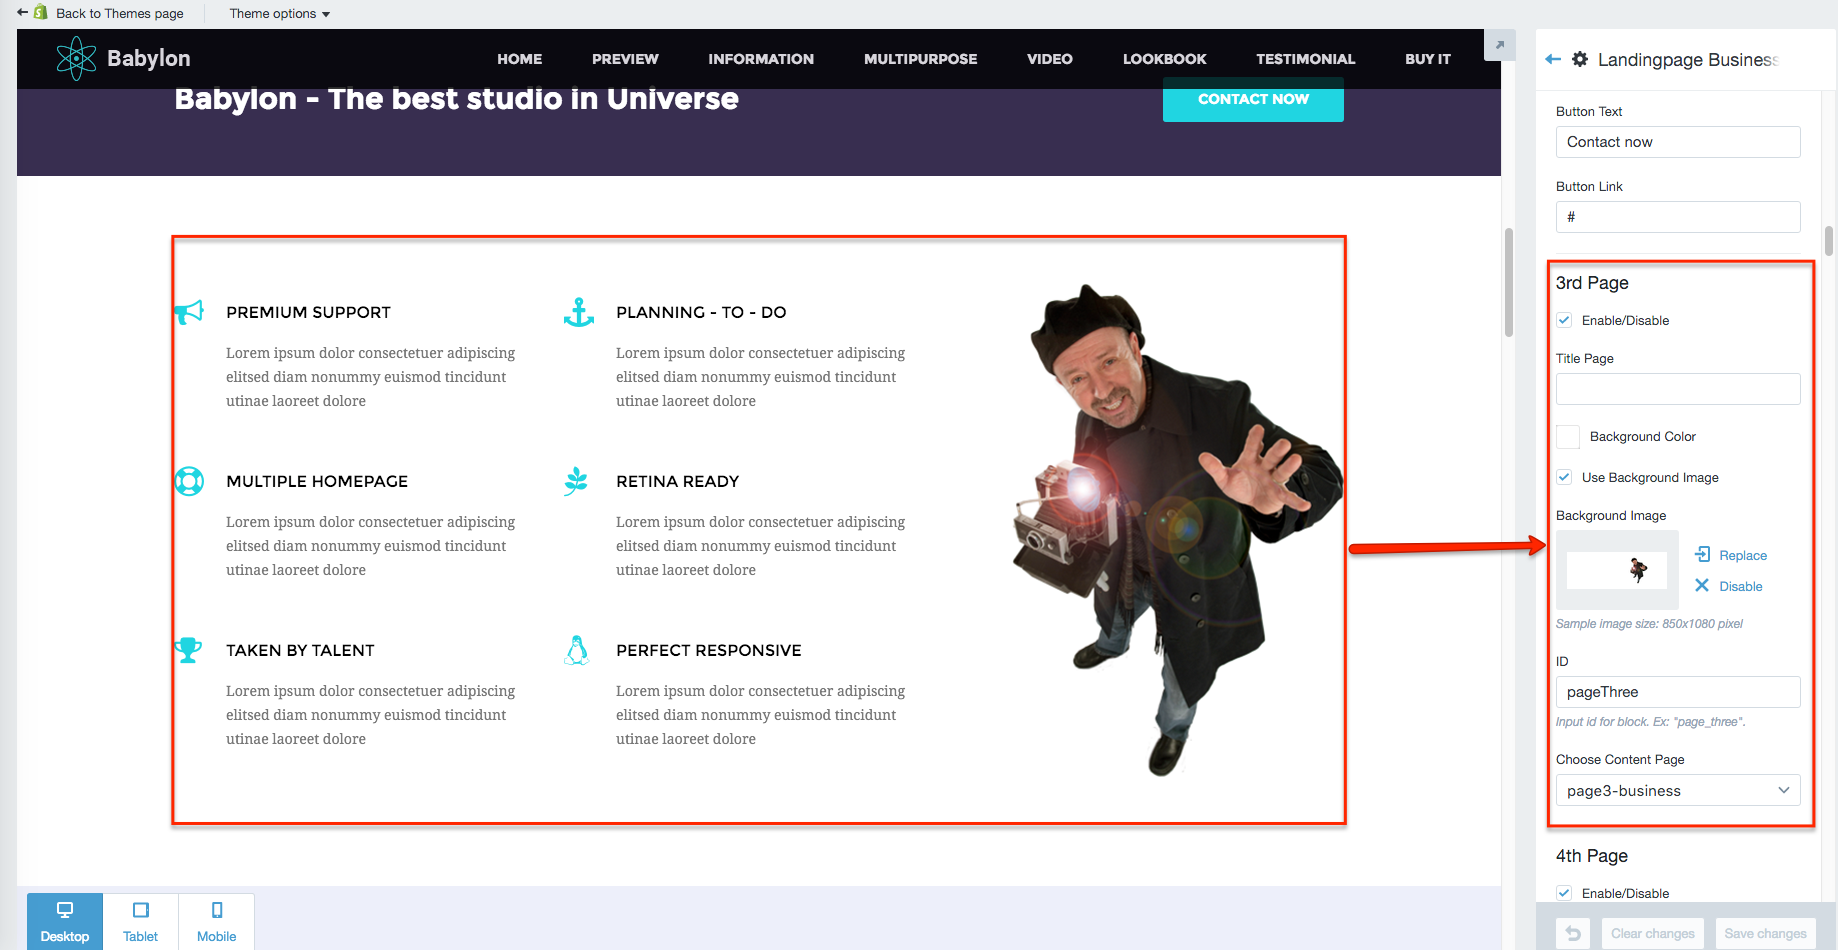 Back to Themes page
Theme options
Babylon
HOME
PREVIEW
INFORMATION
MULTIPURPOSE
VIDEO
LOOKBOOK
TESTIMONIAL
BUY IT
Babylon - The best studio in Universe
CONTACT NOW
PREMIUM SUPPORT
Lorem ipsum dolor consectetuer adipiscing
elitsed diam nonummy euismod tincidunt
utinae laoreet dolore
PLANNING - TO - DO
Lorem ipsum dolor consectetuer adipiscing
elitsed diam nonummy euismod tincidunt
utinae laoreet dolore
MULTIPLE HOMEPAGE
Lorem ipsum dolor consectetuer adipiscing
elitsed diam nonummy euismod tincidunt
utinae laoreet dolore
RETINA READY
Lorem ipsum dolor consectetuer adipiscing
elitsed diam nonummy euismod tincidunt
utinae laoreet dolore
TAKEN BY TALENT
Lorem ipsum dolor consectetuer adipiscing
elitsed diam nonummy euismod tincidunt
utinae laoreet dolore
PERFECT RESPONSIVE
Lorem ipsum dolor consectetuer adipiscing
elitsed diam nonummy euismod tincidunt
utinae laoreet dolore
Desktop
Tablet
Mobile
Landingpage Business
Button Text
Contact now
Button Link
#
3rd Page
Enable/Disable
Title Page
Background Color
Use Background Image
Background Image
Replace
Disable
Sample image size: 850x1080 pixel
ID
pageThree
Input id for block. Ex: "page_three".
Choose Content Page
page3-business
4th Page
Enable/Disable
Clear changes
Save changes